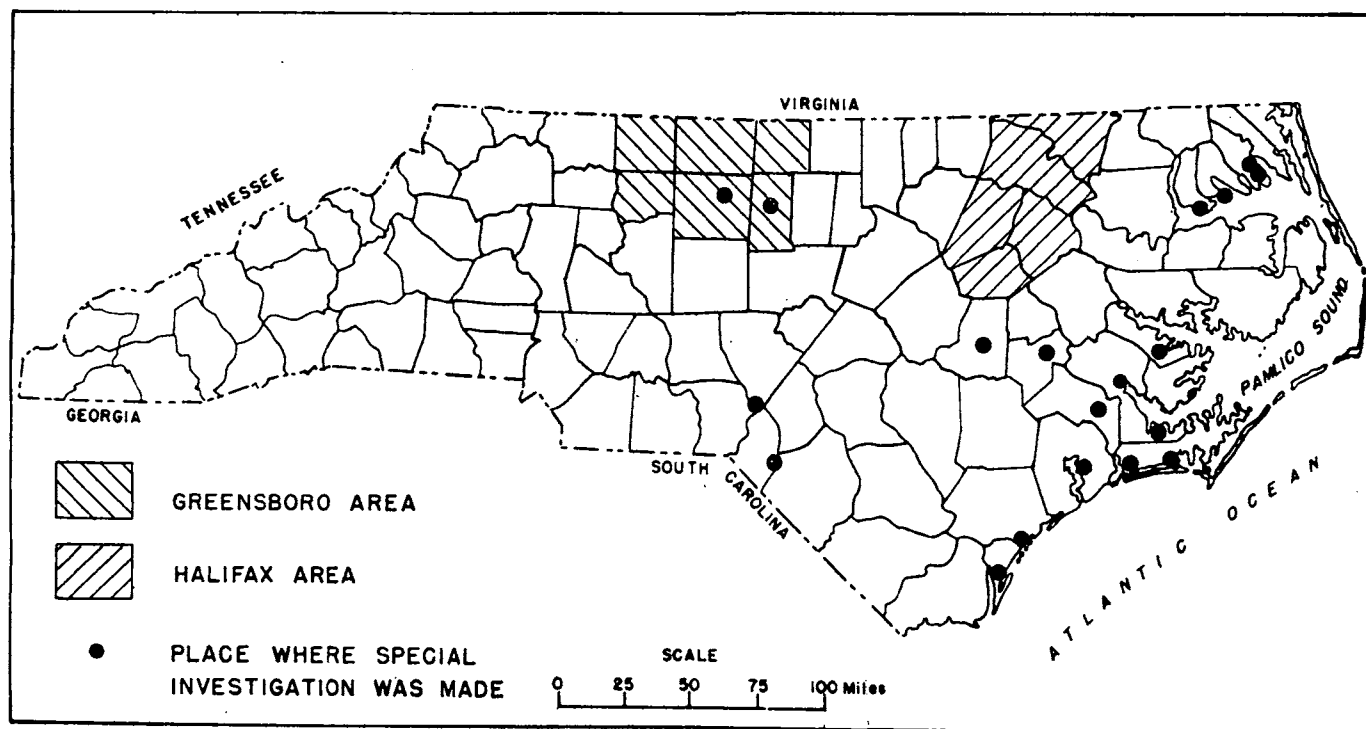 VIRGINIA
TENNESSEE
PAMLICO SOUND
GEORGIA
SOUTH
CAROLINA
ATLANTIC OCEAN
GREENSBORO AREA
HALIFAX AREA
PLACE WHERE SPECIAL
INVESTIGATION WAS MADE
SCALE
0 25 50 75 100 Miles